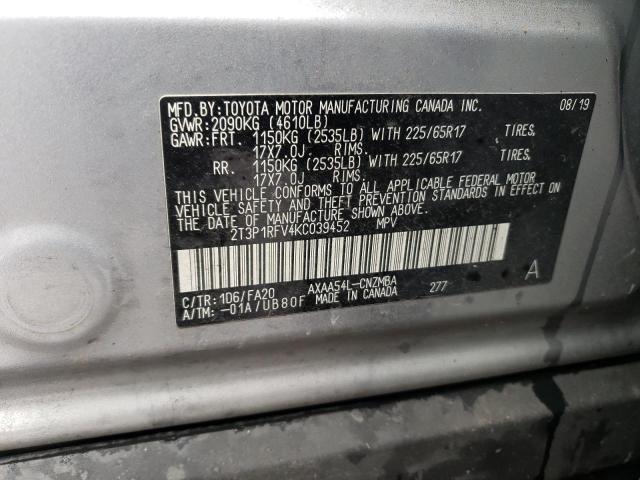 MFD.BY:TOYOTA MOTOR MANUFACTURING CANADA INC. 08/19
GVWR:2090KG (4610LB)
GAWR:FRT. 1150KG (2535LB) WITH 225/65R17 TIRES,
17X7.0J RIMS.
RR. 1150KG (2535LB) WITH 225/65R17 TIRES,
17X7.0J RIMS.
THIS VEHICLE CONFORMS TO ALL APPLICABLE FEDERAL MOTOR
VEHICLE SAFETY AND THEFT PREVENTION STANDARDS IN EFFECT ON
THE DATE OF MANUFACTURE SHOWN ABOVE.
2T3P1RFV4KC039452 MPV
C/TR:1D6/FA20 AXAA54L-CNZMBA 277 A
A/TM:-01A/UB80F MADE IN CANADA